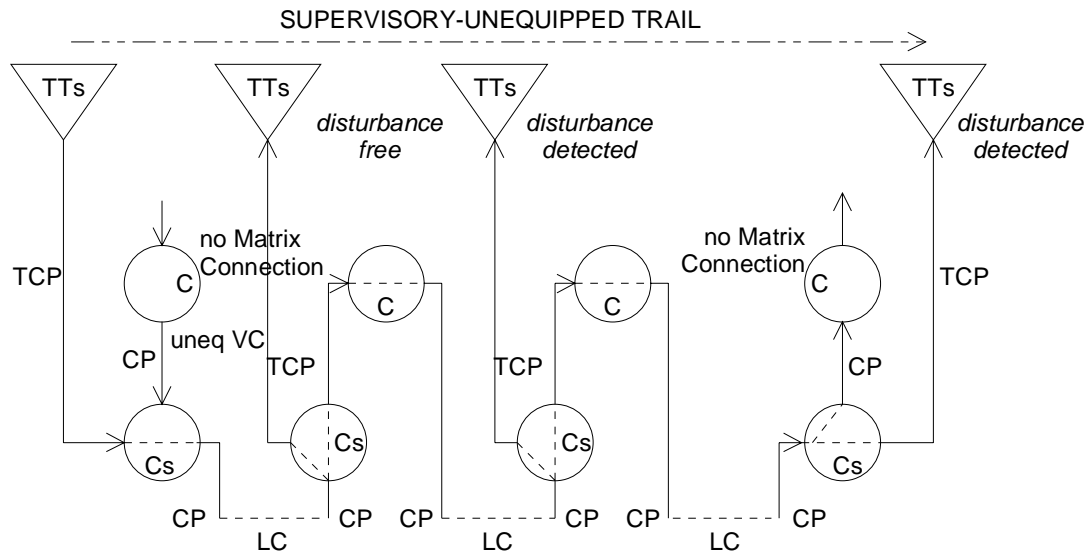 SUPERVISORY-UNEQUIPPED TRAIL
TTs
TTs
TTs
TTs
disturbance
free
disturbance
detected
disturbance
detected
no Matrix
Connection
no Matrix
Connection
TCP
C
C
C
C
TCP
uneq VC
CP
TCP
TCP
CP
Cs
Cs
Cs
Cs
CP
CP
CP
CP
CP
CP
LC
LC
LC